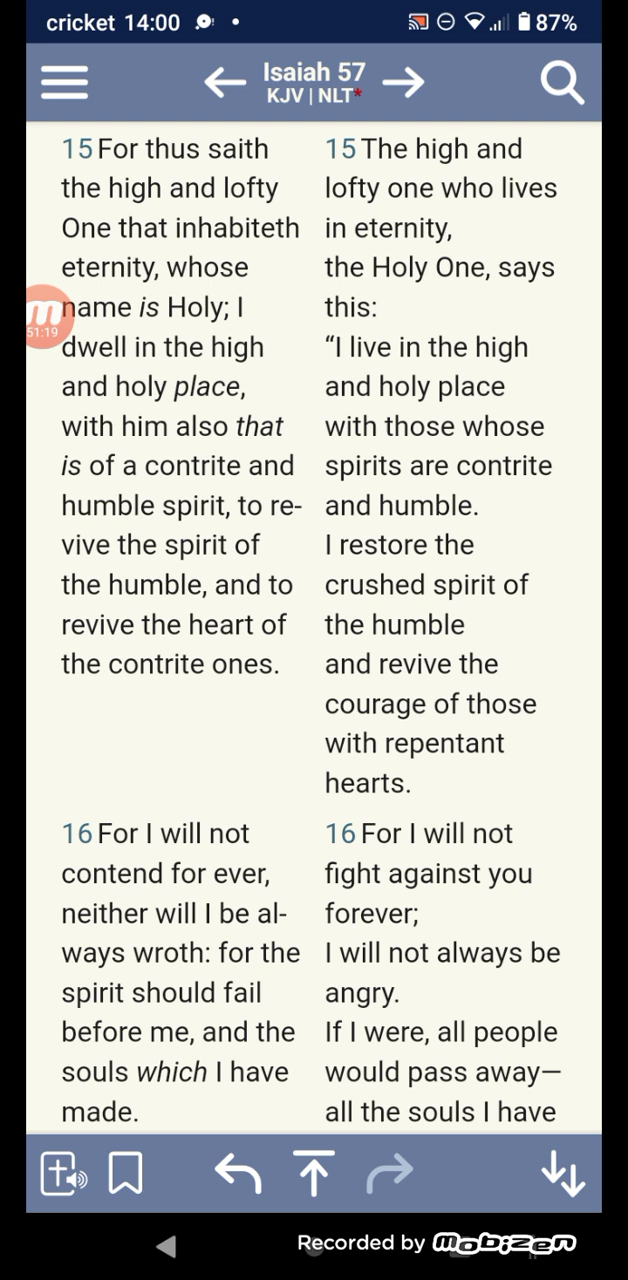 cricket 14:00 87%
Isaiah 57
KJV | NLT*
15 For thus saith
the high and lofty
One that inhabiteth
eternity, whose
name is Holy; I
dwell in the high
and holy place,
with him also that
is of a contrite and
humble spirit, to re-
vive the spirit of
the humble, and to
revive the heart of
the contrite ones.
15 The high and
lofty one who lives
in eternity,
the Holy One, says
this:
“I live in the high
and holy place
with those whose
spirits are contrite
and humble.
I restore the
crushed spirit of
the humble
and revive the
courage of those
with repentant
hearts.
16 For I will not
contend for ever,
neither will I be al-
ways wroth: for the
spirit should fail
before me, and the
souls which I have
made.
16 For I will not
fight against you
forever;
I will not always be
angry.
If I were, all people
would pass away—
all the souls I have
m
51:19
Recorded by Mobizen